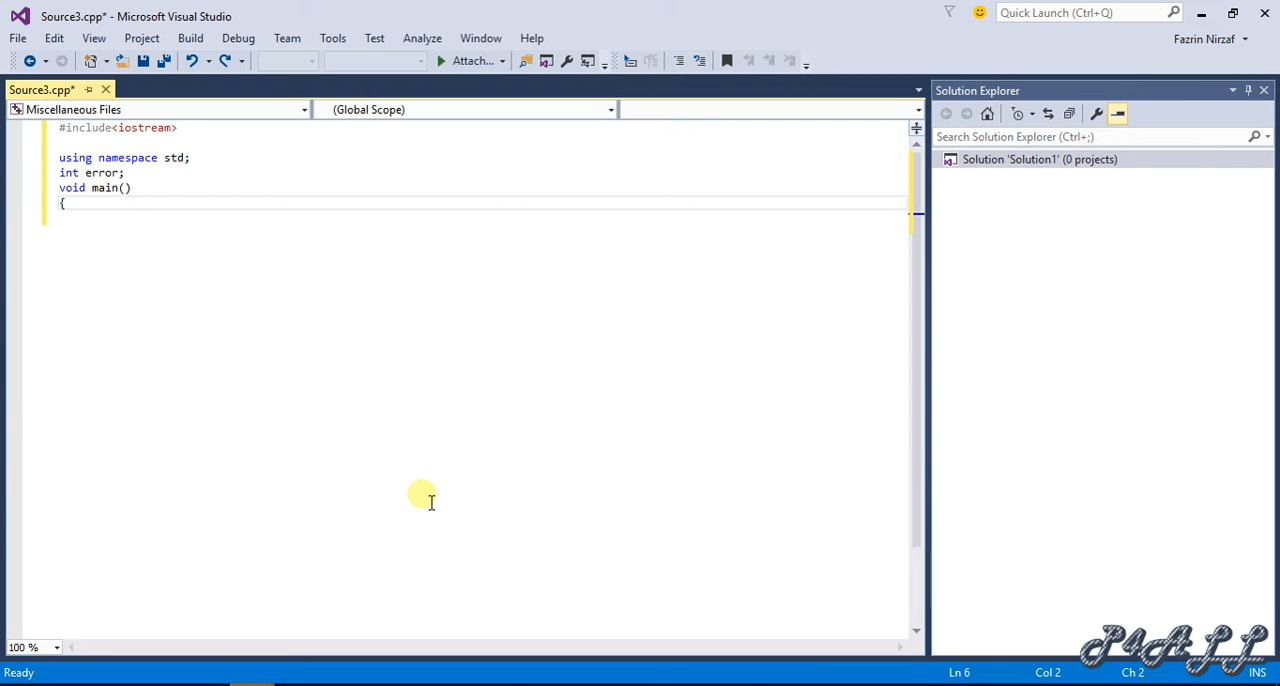 Source3.cpp* - Microsoft Visual Studio
Quick Launch (Ctrl+Q)
File Edit View Project Build Debug Team Tools Test Analyze Window Help
Fazrin Nirzaf
Attach...
Source3.cpp*
Solution Explorer
Miscellaneous Files
(Global Scope)
#include<iostream>
Search Solution Explorer (Ctrl+;)
using namespace std;
Solution 'Solution1' (0 projects)
int error;
void main()
{
100 %
P4ALL
Ready
Ln 6
Col 2
Ch 2
INS